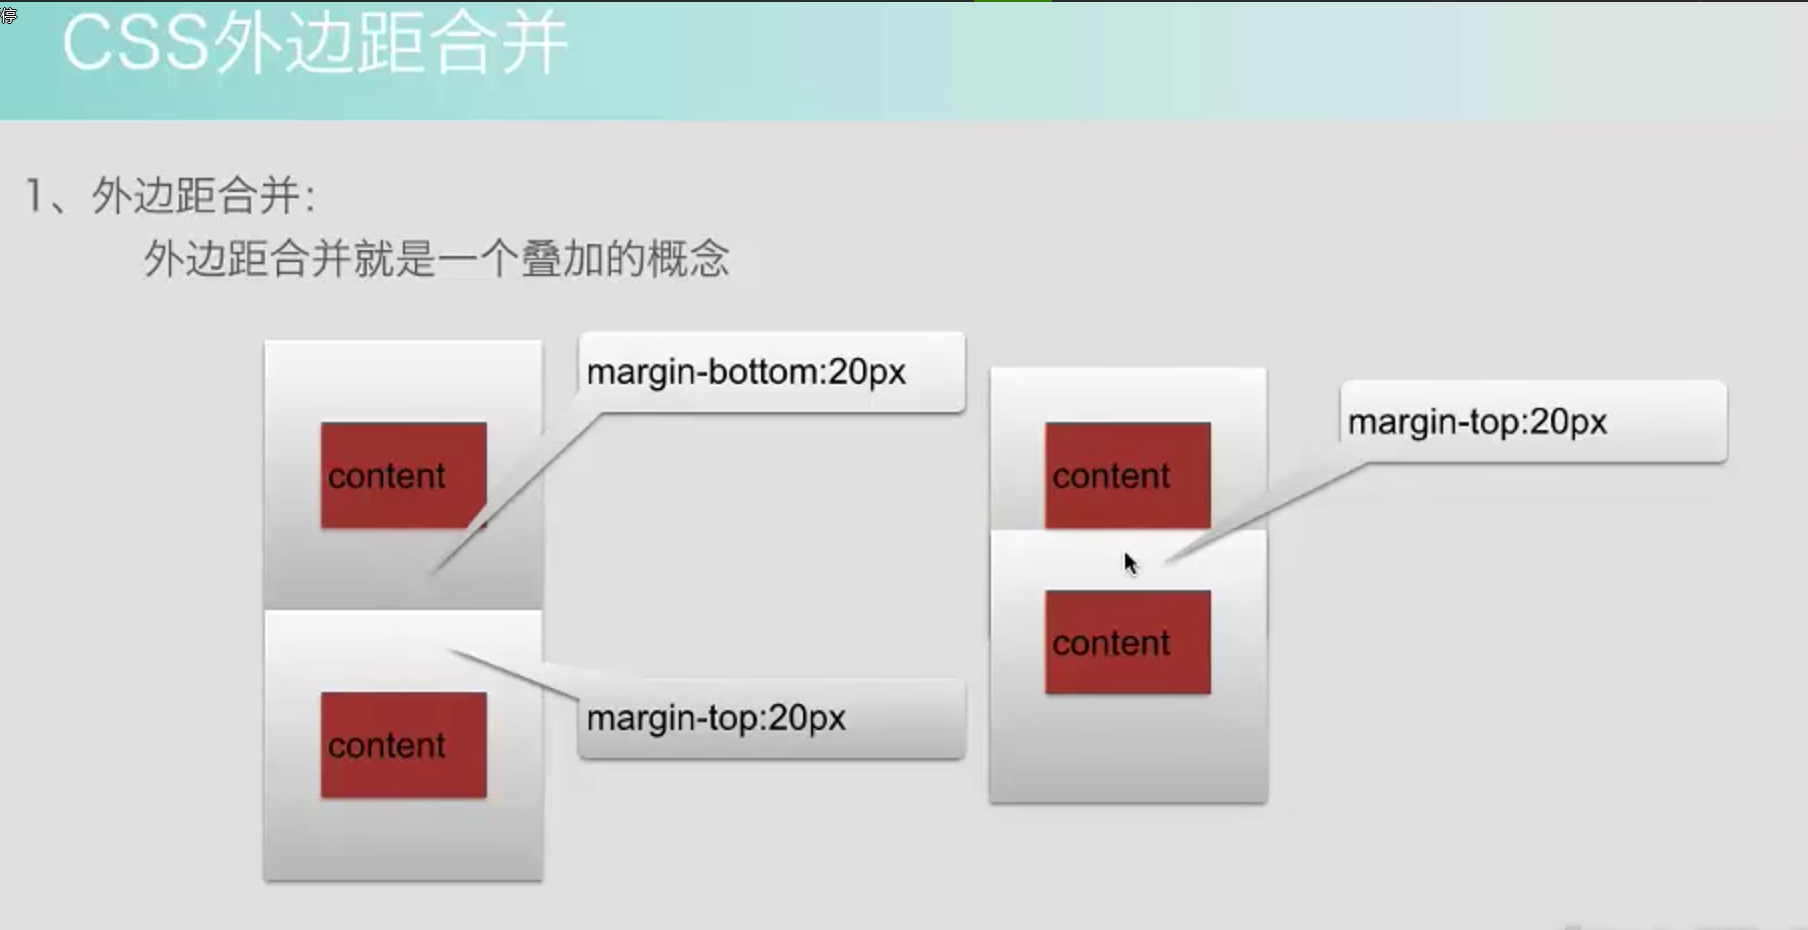 停
CSS外边距合并
1、外边距合并：
外边距合并就是一个叠加的概念
margin-bottom:20px
margin-top:20px
content
content
content
content
margin-top:20px